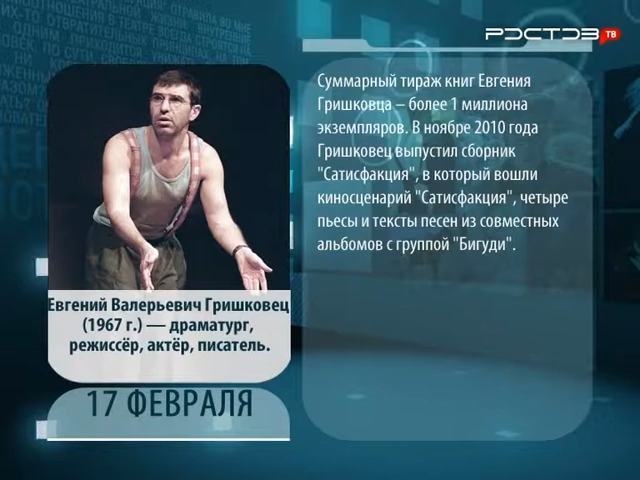 РОСТОВ ТВ
Суммарный тираж книг Евгения
Гришковца – более 1 миллиона
экземпляров. В ноябре 2010 года
Гришковец выпустил сборник
"Сатисфакция", в который вошли
киносценарий "Сатисфакция", четыре
пьесы и тексты песен из совместных
альбомов с группой "Бигуди".
Евгений Валерьевич Гришковец
(1967 г.) — драматург,
режиссёр, актёр, писатель.
17 ФЕВРАЛЯ